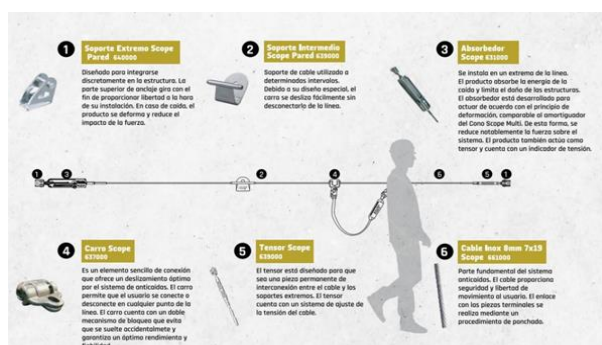 1
Soporte Extremo Scope
Pared 640000
Diseñado para integrarse
discretamente en la estructura. La
parte superior de anclaje gira con el
fin de proporcionar libertad a la hora
de su instalación. En caso de caída, el
producto se deforma y reduce el
impacto de la fuerza.
2
Soporte Intermedio
Scope Pared 629000
Soporte de cable utilizado a
determinados intervalos.
Debido a su diseño especial, el
carro se desliza fácilmente sin
desconectarlo de la línea.
3
Absorbedor
Scope 631000
Se instala en un extremo de la línea.
El producto absorbe la energía de la
caída y limita el daño de las estructuras.
El absorbedor está desarrollado para
actuar de acuerdo con el principio de
deformación, comparable al amortiguador
del Cono Scope Multi. De esta forma, se
reduce notablemente la fuerza sobre el
sistema. El producto también actúa como
tensor y cuenta con un indicador de tensión.
1 3 2 4 6 5 1
4
Carro Scope
637000
Es un elemento sencillo de conexión
que ofrece un deslizamiento óptimo
por el sistema de anticaídas. El carro
permite que el usuario se conecte o
desconecte en cualquier punto de la
línea. El carro cuenta con un doble
mecanismo de bloqueo que evita
que se suelte accidentalmente y
garantiza un óptimo rendimiento y
5
Tensor Scope
639000
El tensor está diseñado para que
sea una pieza permanente de
interconexión entre el cable y los
soportes extremos. El tensor
cuenta con un sistema de ajuste de
la tensión del cable.
6
Cable Inox 8mm 7x19
Scope 661000
Parte fundamental del sistema
anticaídas. El cable proporciona
seguridad y libertad de
movimiento al usuario. El enlace
con las piezas terminales se
realiza mediante un
procedimiento de ponchado.